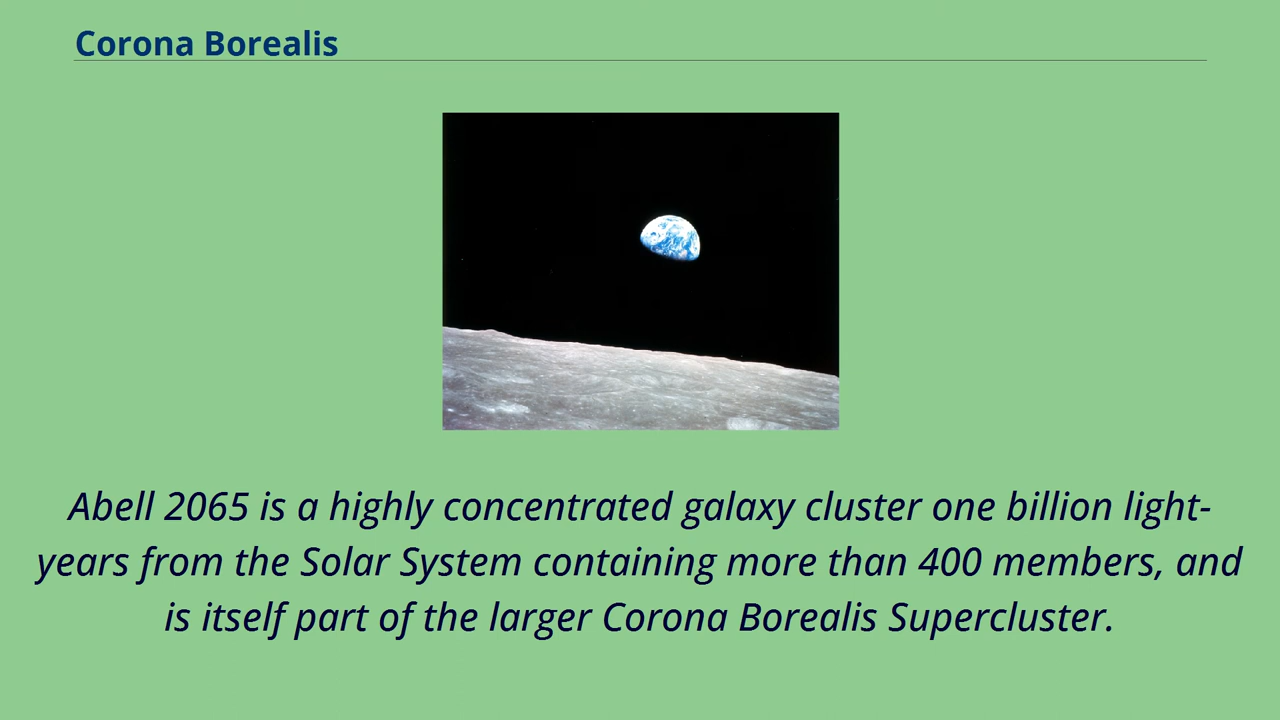 Corona Borealis
Abell 2065 is a highly concentrated galaxy cluster one billion light-
years from the Solar System containing more than 400 members, and
is itself part of the larger Corona Borealis Supercluster.